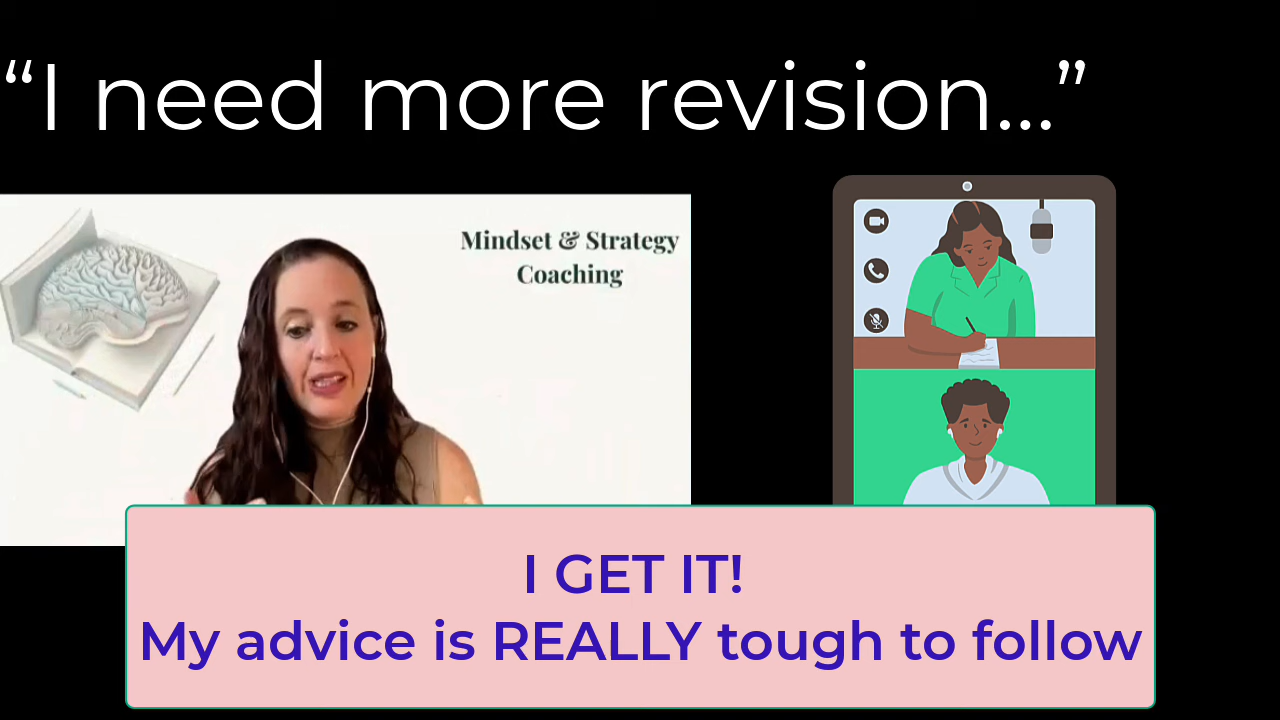 “I need more revision...”
Mindset & Strategy
Coaching
I GET IT!
My advice is REALLY tough to follow